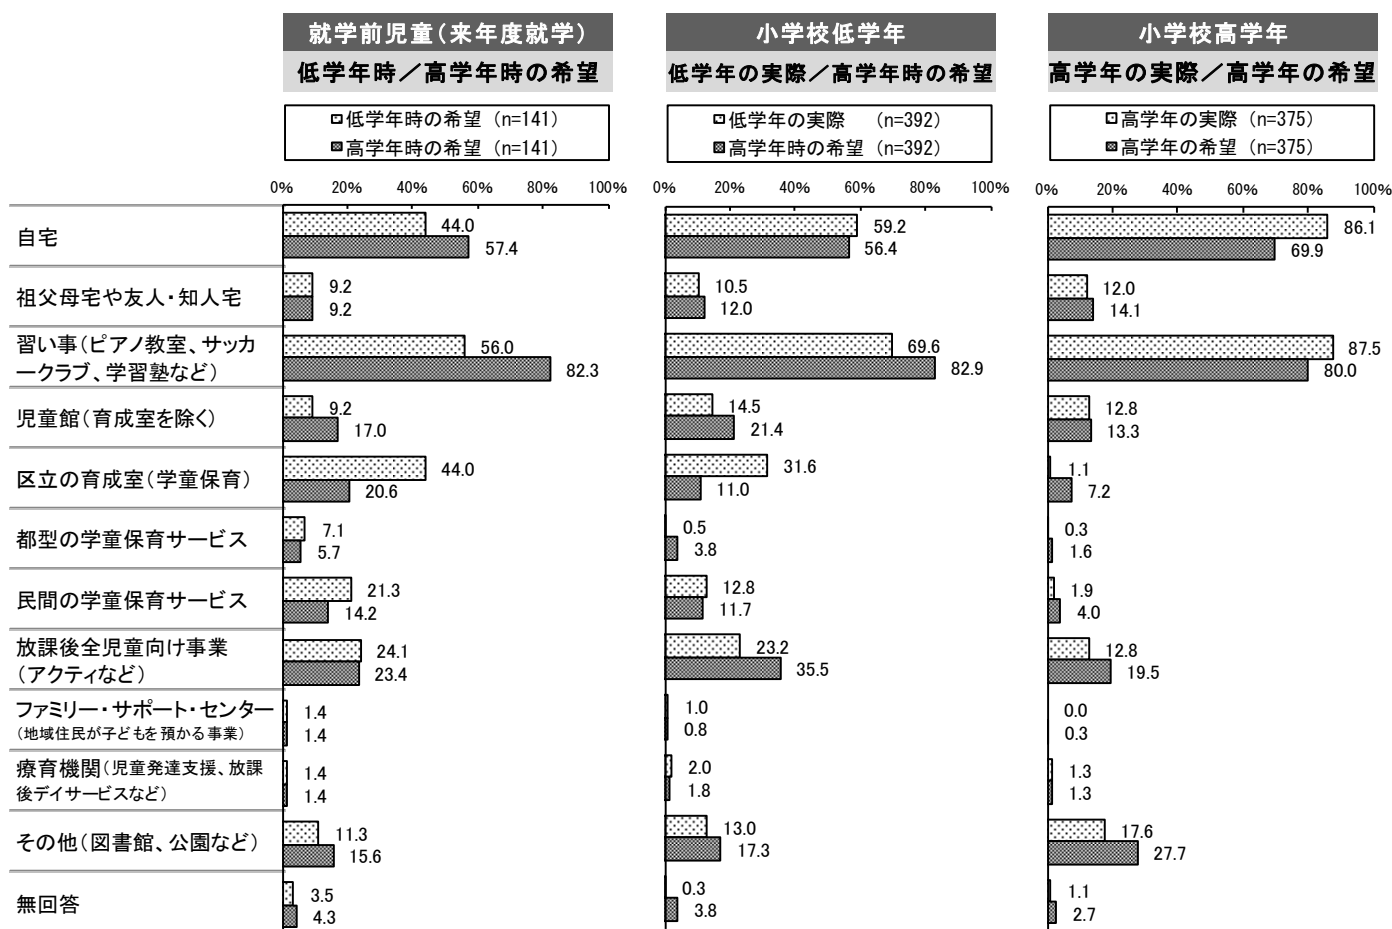 就学前児童（来年度就学）
低学年時／高学年時の希望
低学年時の希望 （n=141）
高学年時の希望 （n=141）
小学校低学年
低学年の実際／高学年時の希望
低学年の実際 （n=392）
高学年時の希望 （n=392）
小学校高学年
高学年の実際／高学年の希望
高学年の実際 （n=375）
高学年の希望 （n=375）
0% 20% 40% 60% 80% 100%
0% 20% 40% 60% 80% 100%
0% 20% 40% 60% 80% 100%
自宅
44.0 59.2 86.1
57.4 56.4 69.9
祖父母宅や友人・知人宅
9.2 10.5 12.0
9.2 12.0 14.1
習い事（ピアノ教室、サッカ
ークラブ、学習塾など）
56.0 69.6 87.5
82.3 82.9 80.0
児童館（育成室を除く）
9.2 14.5 12.8
17.0 21.4 13.3
区立の育成室（学童保育）
44.0 31.6 1.1
20.6 11.0 7.2
都型の学童保育サービス
7.1 0.5 0.3
5.7 3.8 1.6
民間の学童保育サービス
21.3 12.8 1.9
14.2 11.7 4.0
放課後全児童向け事業
（アクティなど）
24.1 23.2 12.8
23.4 35.5 19.5
ファミリー・サポート・センター
（地域住民が子どもを預かる事業）
1.4 1.0 0.0
1.4 0.8 0.3
療育機関（児童発達支援、放課
後デイサービスなど）
1.4 2.0 1.3
1.4 1.8 1.3
その他（図書館、公園など）
11.3 13.0 17.6
15.6 17.3 27.7
無回答
3.5 0.3 1.1
4.3 3.8 2.7